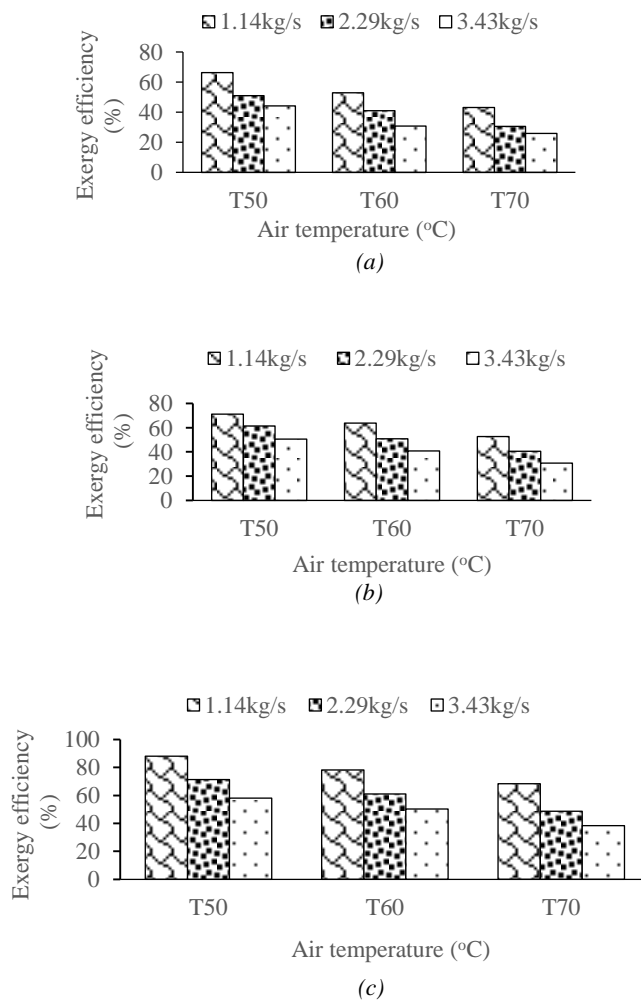 1.14kg/s 2.29kg/s 3.43kg/s
Exergy efficiency
(%)
80
60
40
20
0
T50 T60 T70
Air temperature (oC)
(a)
1.14kg/s 2.29kg/s 3.43kg/s
Exergy efficiency
(%)
80
60
40
20
0
T50 T60 T70
Air temperature (oC)
(b)
1.14kg/s 2.29kg/s 3.43kg/s
Exergy efficiency
(%)
100
80
60
40
20
0
T50 T60 T70
Air temperature (oC)
(c)